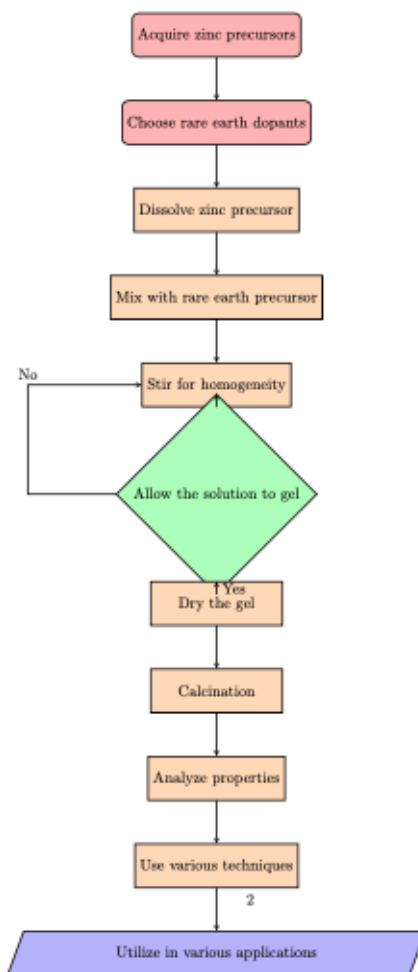 Acquire zinc precursors
Choose rare earth dopants
Dissolve zinc precursor
Mix with rare earth precursor
No
Stir for homogeneity
Allow the solution to gel
Yes
Dry the gel
Calcination
Analyze properties
Use various techniques
2
Utilize in various applications